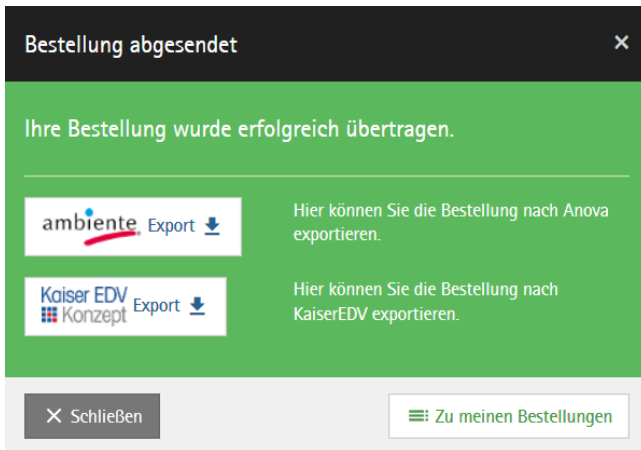 Bestellung abgesendet ×
Ihre Bestellung wurde erfolgreich übertragen.
ambiente Export
Hier können Sie die Bestellung nach Anova
exportieren.
Kaiser EDV
Konzept Export
Hier können Sie die Bestellung nach
KaiserEDV exportieren.
× Schließen
Zu meinen Bestellungen